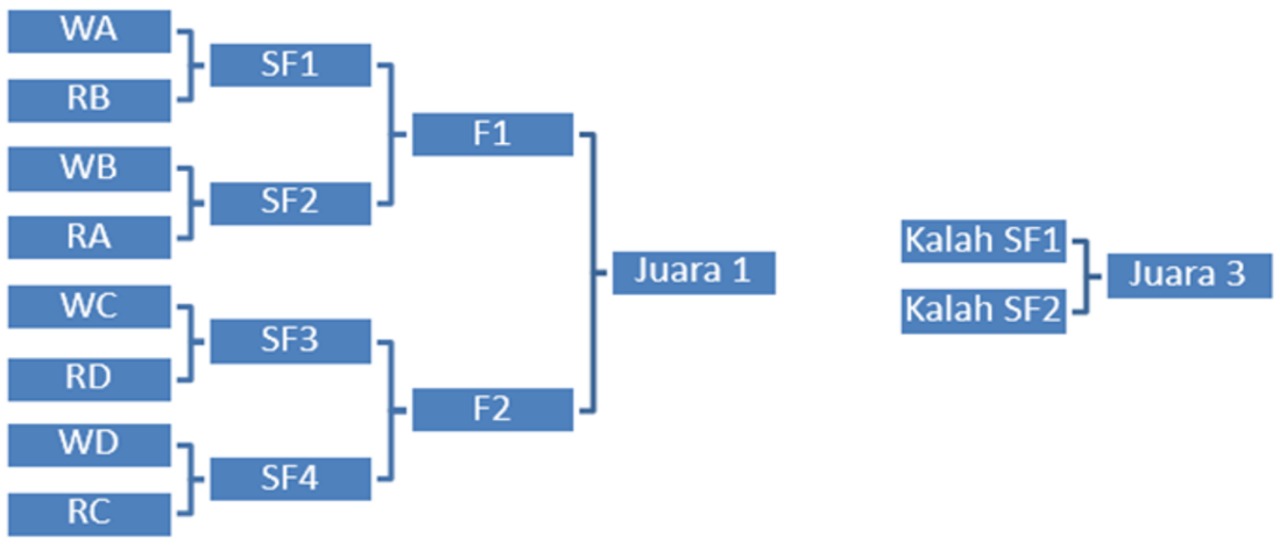 WA
RB
WB
RA
WC
RD
WD
RC
SF1
SF2
SF3
SF4
F1
F2
Juara 1
Kalah SF1
Kalah SF2
Juara 3